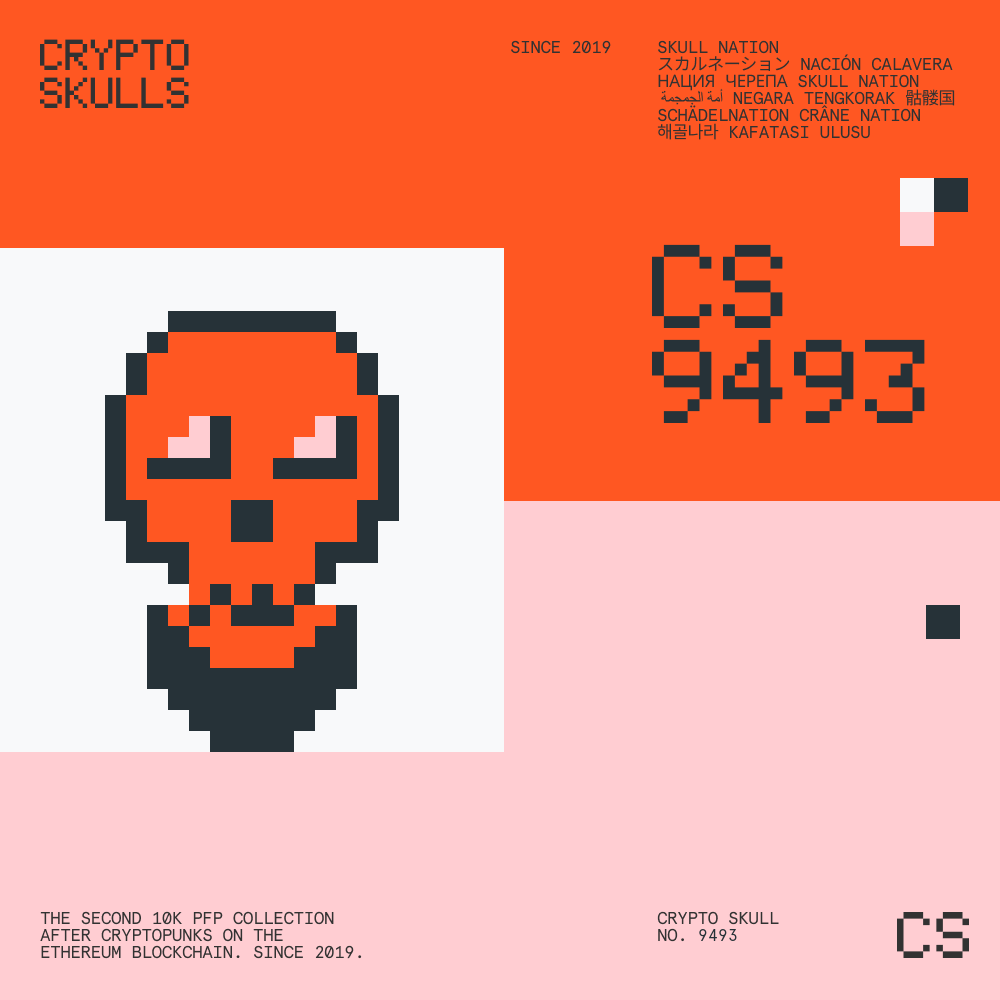 CRYPTO
SKULLS
SINCE 2019
SKULL NATION
スカルネーション NACIÓN CALAVERA
НАЦИЯ ЧЕРЕПА SKULL NATION
أمة الجمجمة NEGARA TENGKORAK 骷髅国
SCHÄDELNATION CRÂNE NATION
해골나라 KAFATASI ULUSU
CS
9493
THE SECOND 10K PFP COLLECTION
AFTER CRYPTOPUNKS ON THE
ETHEREUM BLOCKCHAIN. SINCE 2019.
CRYPTO SKULL
NO. 9493
CS